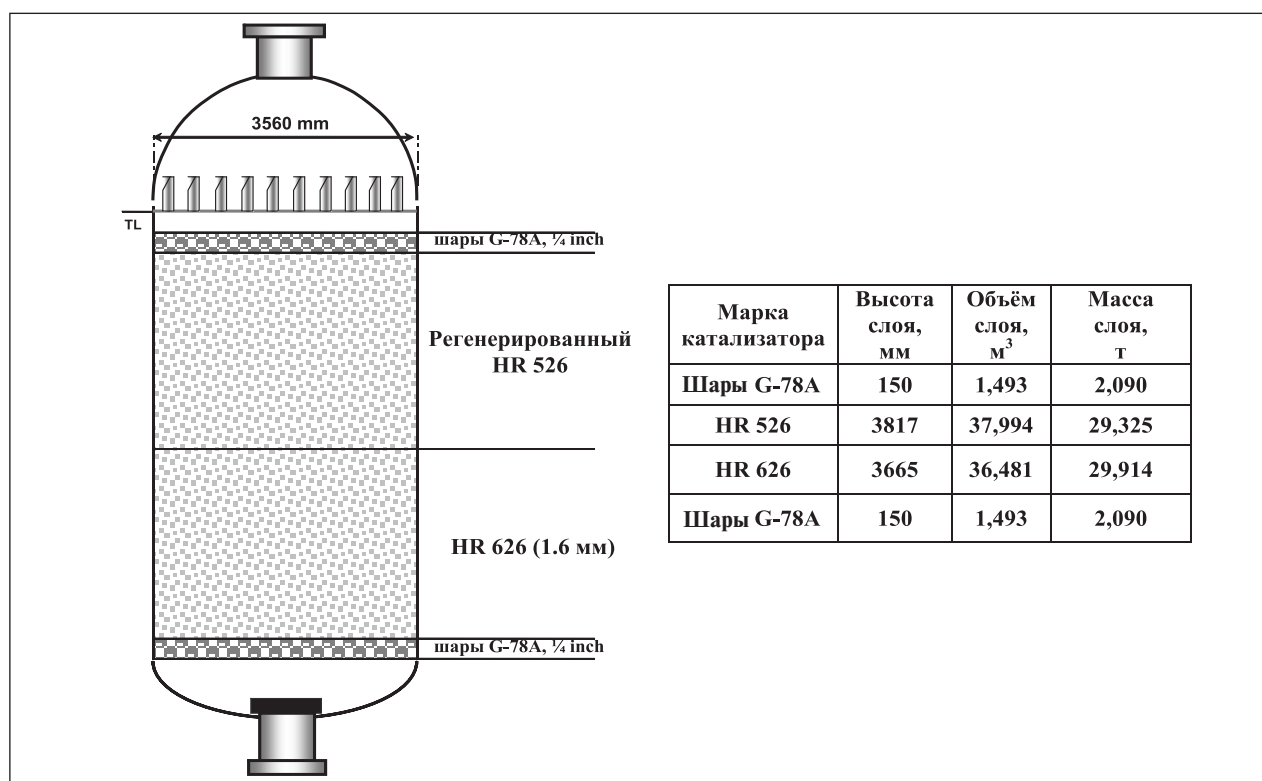 3560 mm
TL
шары G-78A, ¼ inch
Регенерированный
HR 526
HR 626 (1.6 мм)
шары G-78A, ¼ inch
Марка
катализатора
Высота
слоя,
мм
Объём
слоя,
м³
Масса
слоя,
т
Шары G-78A 150 1,493 2,090
HR 526 3817 37,994 29,325
HR 626 3665 36,481 29,914
Шары G-78A 150 1,493 2,090